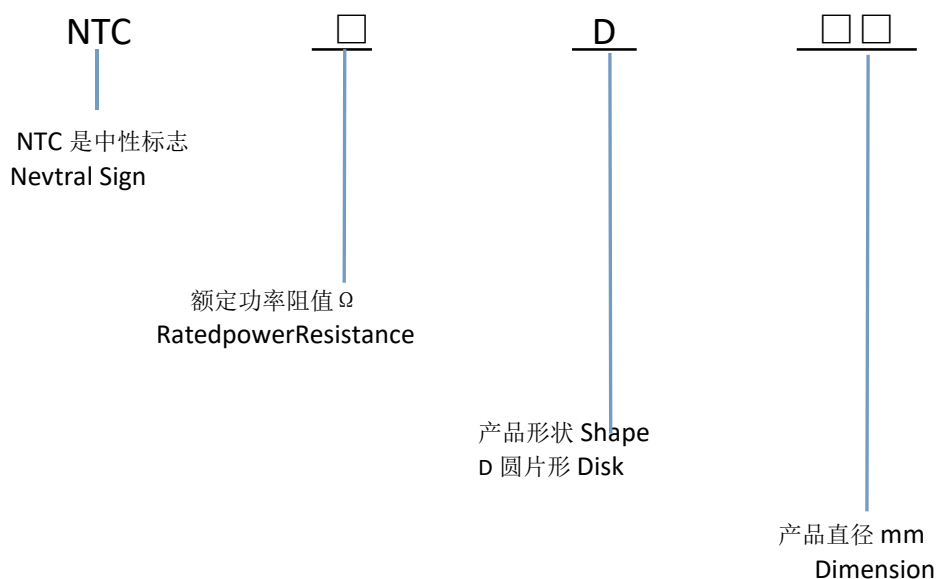 NTC □ D □□
NTC 是中性标志
Nevtral Sign
额定功率阻值 Ω
RatedpowerResistance
产品形状 Shape
D 圆片形 Disk
产品直径 mm
Dimension